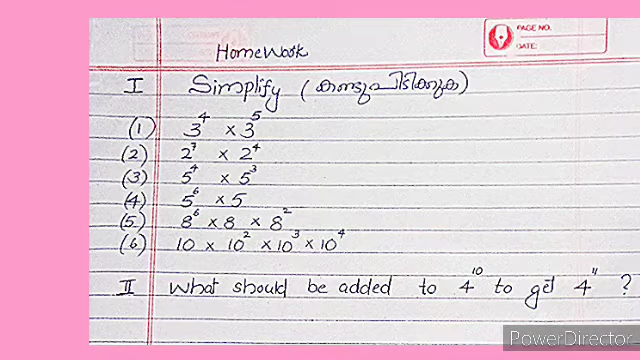 PAGE NO.
DATE:
Homework
I Simplify (കണ്ടുപിടിക്കുക)
(1) 3⁴ × 3⁵
(2) 2⁷ × 2⁴
(3) 5⁴ × 5³
(4) 5⁶ × 5
(5) 8⁶ × 8 × 8²
(6) 10 × 10² × 10³ × 10⁴
II What should be added to 4¹⁰ to get 4¹¹ ?
PowerDirector